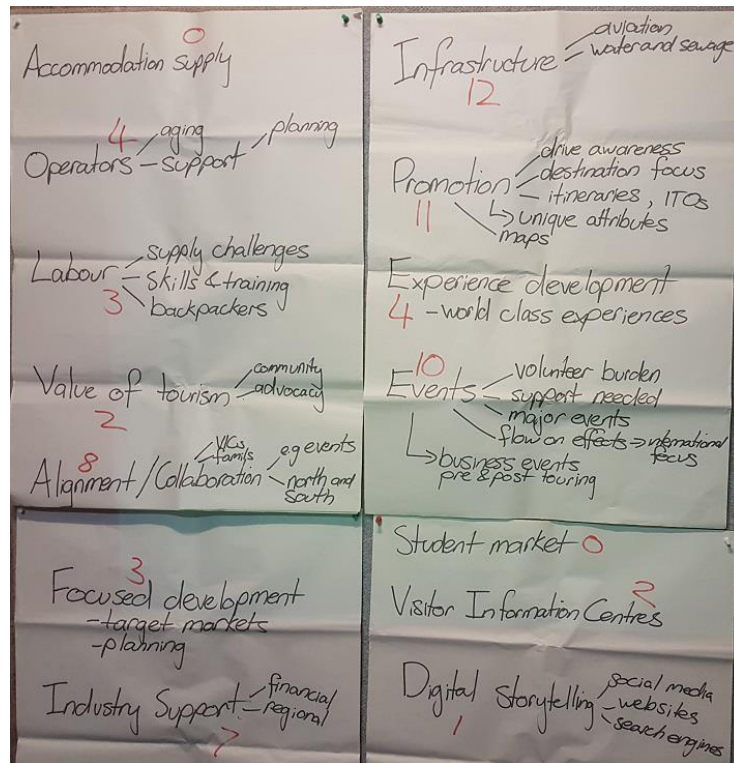 0
Accommodation supply
4
aging
planning
Operators - support
supply challenges
Labour - skills & training
3
backpackers
community
Value of tourism - advocacy
2
8
VICs
famils
e.g events
Alignment / Collaboration
north and
south
3
Focused development
- target markets
- planning
financial
Industry Support - regional
7
aviation
Infrastructure - water and sewage
12
drive awareness
destination focus
Promotion - itineraries, ITOs
11
unique attributes
maps
Experience development
4 - world class experiences
10
volunteer burden
Events - support needed
major events
flow on effects → international
focus
business events
pre & post touring
Student market 0
2
Visitor Information Centres
social media
Digital Storytelling - websites
1
search engines